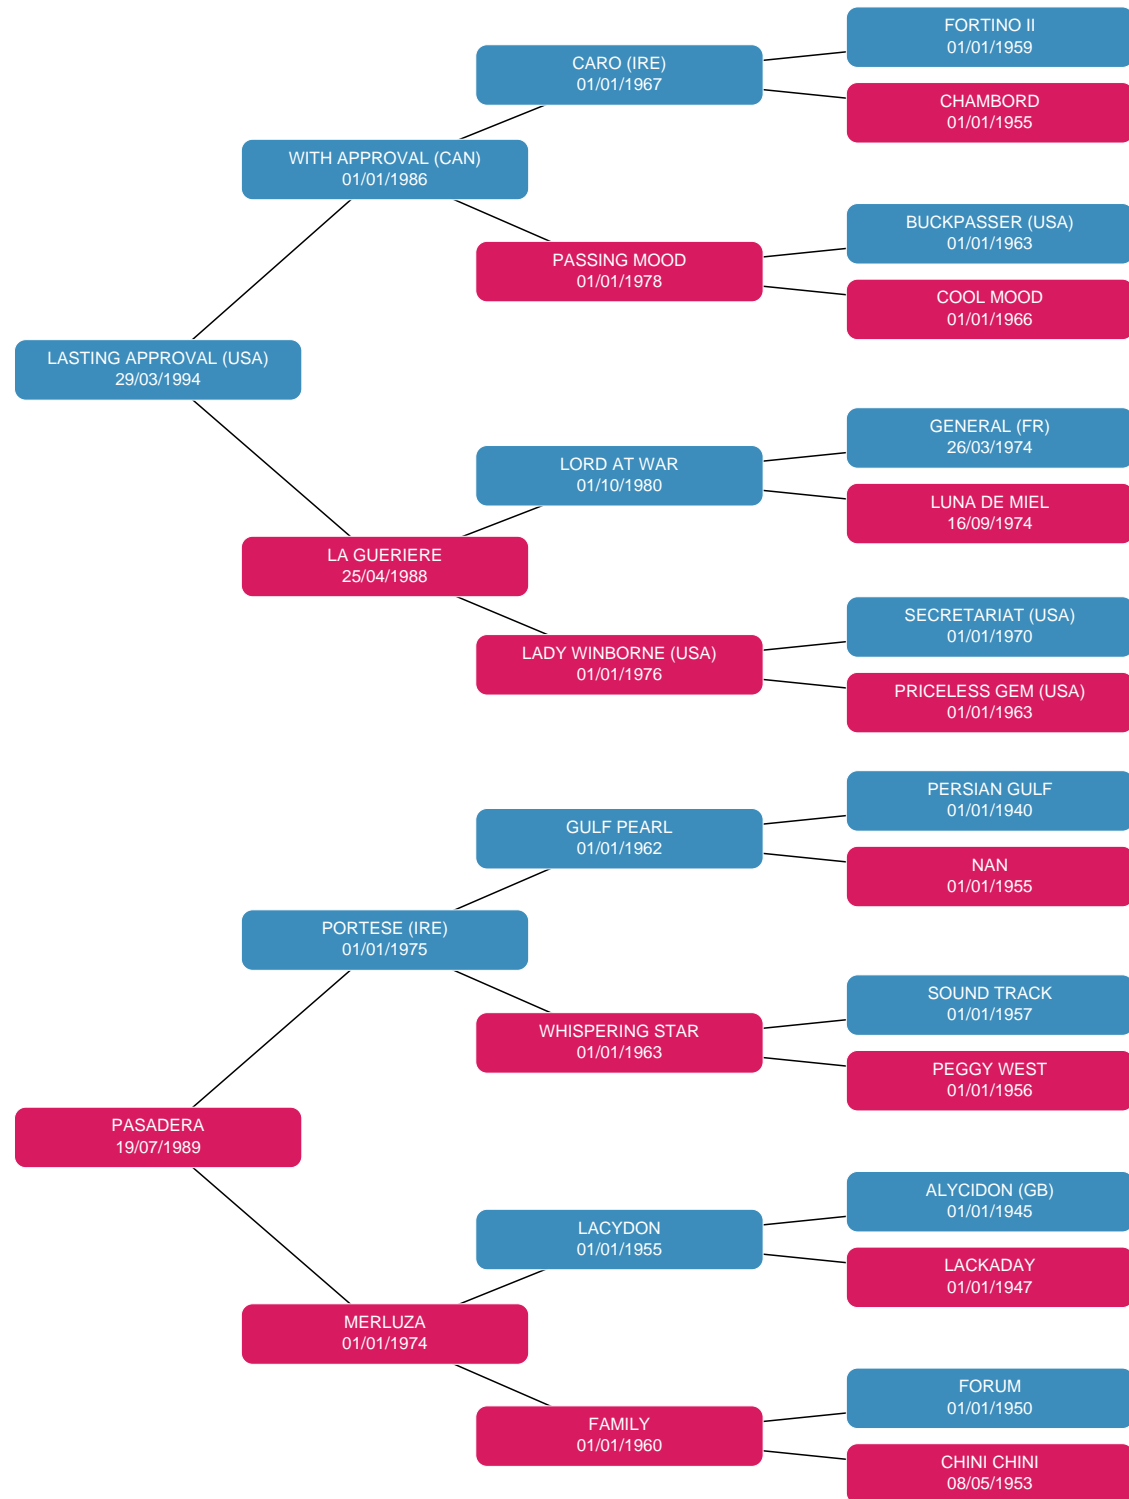 FORTINO II
01/01/1959
CARO (IRE)
01/01/1967
CHAMBORD
01/01/1955
WITH APPROVAL (CAN)
01/01/1986
BUCKPASSER (USA)
01/01/1963
PASSING MOOD
01/01/1978
COOL MOOD
01/01/1966
LASTING APPROVAL (USA)
29/03/1994
GENERAL (FR)
26/03/1974
LORD AT WAR
01/10/1980
LUNA DE MIEL
16/09/1974
LA GUERIERE
25/04/1988
SECRETARIAT (USA)
01/01/1970
LADY WINBORNE (USA)
01/01/1976
PRICELESS GEM (USA)
01/01/1963
PERSIAN GULF
01/01/1940
GULF PEARL
01/01/1962
NAN
01/01/1955
PORTESE (IRE)
01/01/1975
SOUND TRACK
01/01/1957
WHISPERING STAR
01/01/1963
PEGGY WEST
01/01/1956
PASADERA
19/07/1989
ALYCIDON (GB)
01/01/1945
LACYDON
01/01/1955
LACKADAY
01/01/1947
MERLUZA
01/01/1974
FORUM
01/01/1950
FAMILY
01/01/1960
CHINI CHINI
08/05/1953